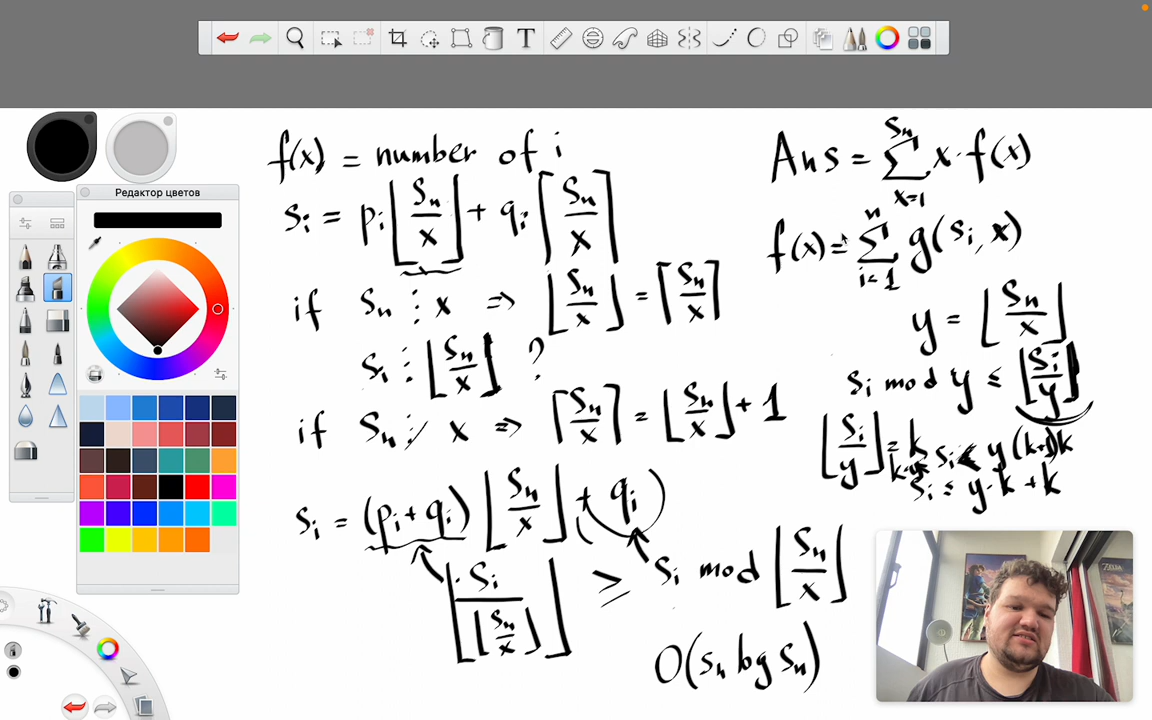 T
Редактор цветов
f(x) = number of i
s_i = p_i ⌊S_n/x⌋ + q_i ⌈S_n/x⌉
if S_n ⋮ x => ⌊S_n/x⌋ = ⌈S_n/x⌉
s_i ⋮ ⌊S_n/x⌋ ?
if S_n ⋮̸ x => ⌈S_n/x⌉ = ⌊S_n/x⌋ + 1
s_i = (p_i + q_i) ⌊S_n/x⌋ + q_i
⌊S_i/⌊S_n/x⌋⌋ ≥ s_i mod ⌊S_n/x⌋
O(s_n log s_n)
Ans = ∑_{x=1}^{S_n} x · f(x)
f(x) = ∑_{i=1}^{n} g(s_i, x)
y = ⌊S_n/x⌋
s_i mod y ≤ ⌊S_i/y⌋
⌊S_i/y⌋ = k
s_i = y·k + k